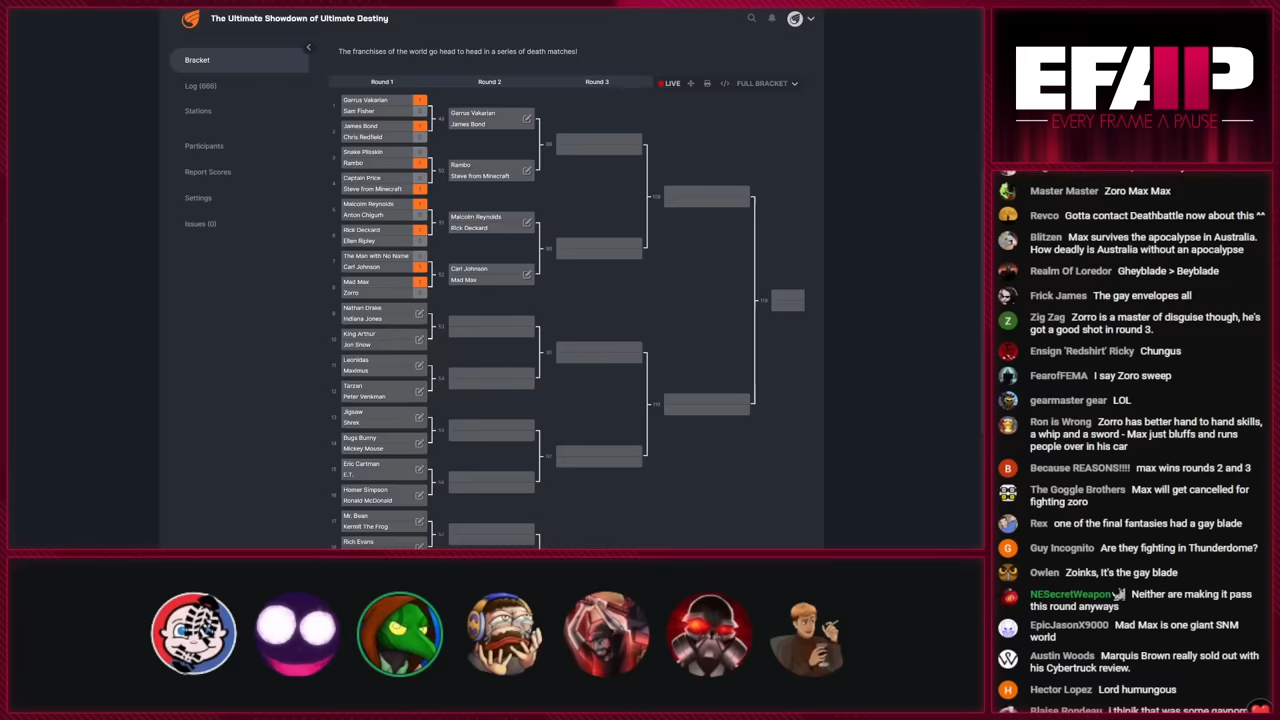 The Ultimate Showdown of Ultimate Destiny
Bracket
Log (666)
Stations
Participants
Report Scores
Settings
Issues (0)
The franchises of the world go head to head in a series of death matches!
Round 1
Round 2
Round 3
LIVE
FULL BRACKET
Garrus Vakarian
Sam Fisher
James Bond
Chris Redfield
Snake Plisskin
Rambo
Captain Price
Steve from Minecraft
Malcolm Reynolds
Anton Chigurh
Rick Deckard
Ellen Ripley
The Man with No Name
Carl Johnson
Mad Max
Zorro
Nathan Drake
Indiana Jones
King Arthur
Jon Snow
Leonidas
Maximus
Tarzan
Peter Venkman
Jigsaw
Shrek
Bugs Bunny
Mickey Mouse
Eric Cartman
E.T.
Homer Simpson
Ronald McDonald
Mr. Bean
Kermit The Frog
Rich Evans
Garrus Vakarian
James Bond
Rambo
Steve from Minecraft
Malcolm Reynolds
Rick Deckard
Carl Johnson
Mad Max
EFAP
EVERY FRAME A PAUSE
Master Master Zoro Max Max
Revco Gotta contact Deathbattle now about this ^^
Blitzen Max survives the apocalypse in Australia.
How deadly is Australia without an apocalypse
Realm Of Loredor Gheyblade > Beyblade
Frick James The gay envelopes all
Zig Zag Zorro is a master of disguise though, he's
got a good shot in round 3.
Ensign 'Redshirt' Ricky Chungus
FearofFEMA I say Zoro sweep
gearmaster gear LOL
Ron is Wrong Zorro has better hand to hand skills,
a whip and a sword - Max just bluffs and runs
people over in his car
Because REASONS!!!! max wins rounds 2 and 3
The Goggle Brothers Max will get cancelled for
fighting zoro
Rex one of the final fantasies had a gay blade
Guy Incognito Are they fighting in Thunderdome?
Owlen Zoinks, It's the gay blade
NESecretWeapon Neither are making it pass
this round anyways
EpicJasonX9000 Mad Max is one giant SNM
world
Austin Woods Marquis Brown really sold out with
his Cybertruck review.
Hector Lopez Lord humungous
Blaise Rondeau i thinik that was some gayporn